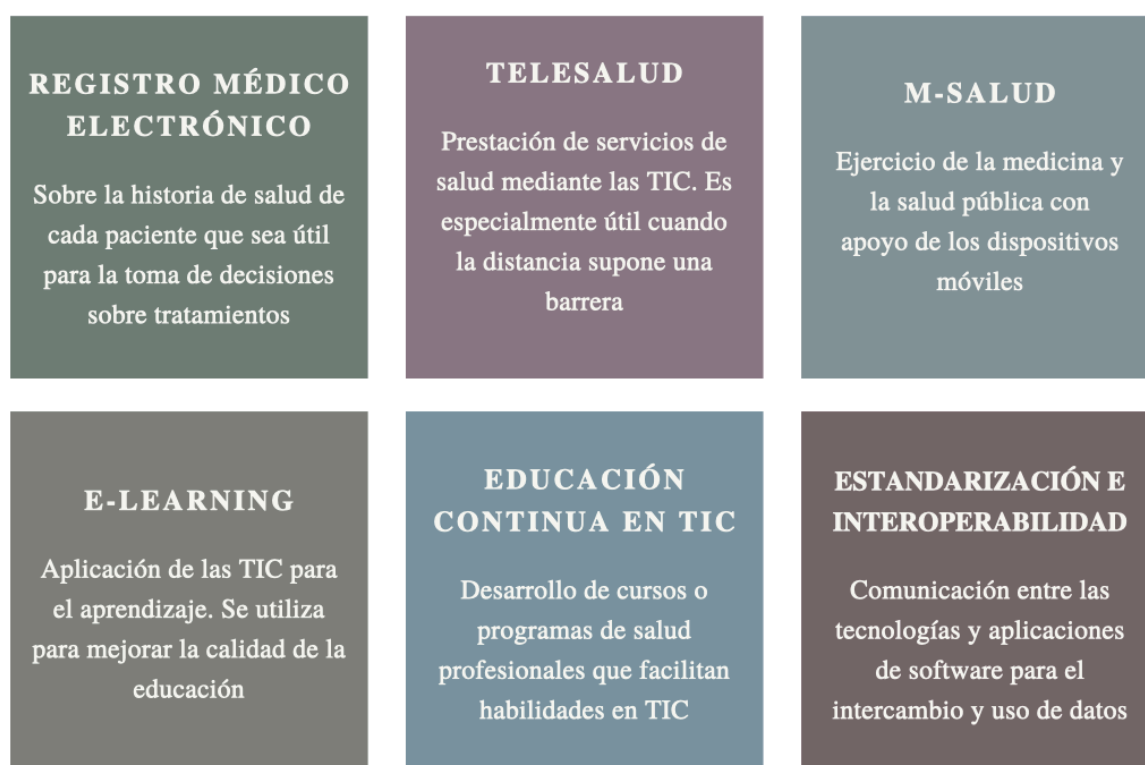 REGISTRO MÉDICO
ELECTRÓNICO
Sobre la historia de salud de
cada paciente que sea útil
para la toma de decisiones
sobre tratamientos
TELESALUD
Prestación de servicios de
salud mediante las TIC. Es
especialmente útil cuando
la distancia supone una
barrera
M-SALUD
Ejercicio de la medicina y
la salud pública con
apoyo de los dispositivos
móviles
E-LEARNING
Aplicación de las TIC para
el aprendizaje. Se utiliza
para mejorar la calidad de la
educación
EDUCACIÓN
CONTINUA EN TIC
Desarrollo de cursos o
programas de salud
profesionales que facilitan
habilidades en TIC
ESTANDARIZACIÓN E
INTEROPERABILIDAD
Comunicación entre las
tecnologías y aplicaciones
de software para el
intercambio y uso de datos